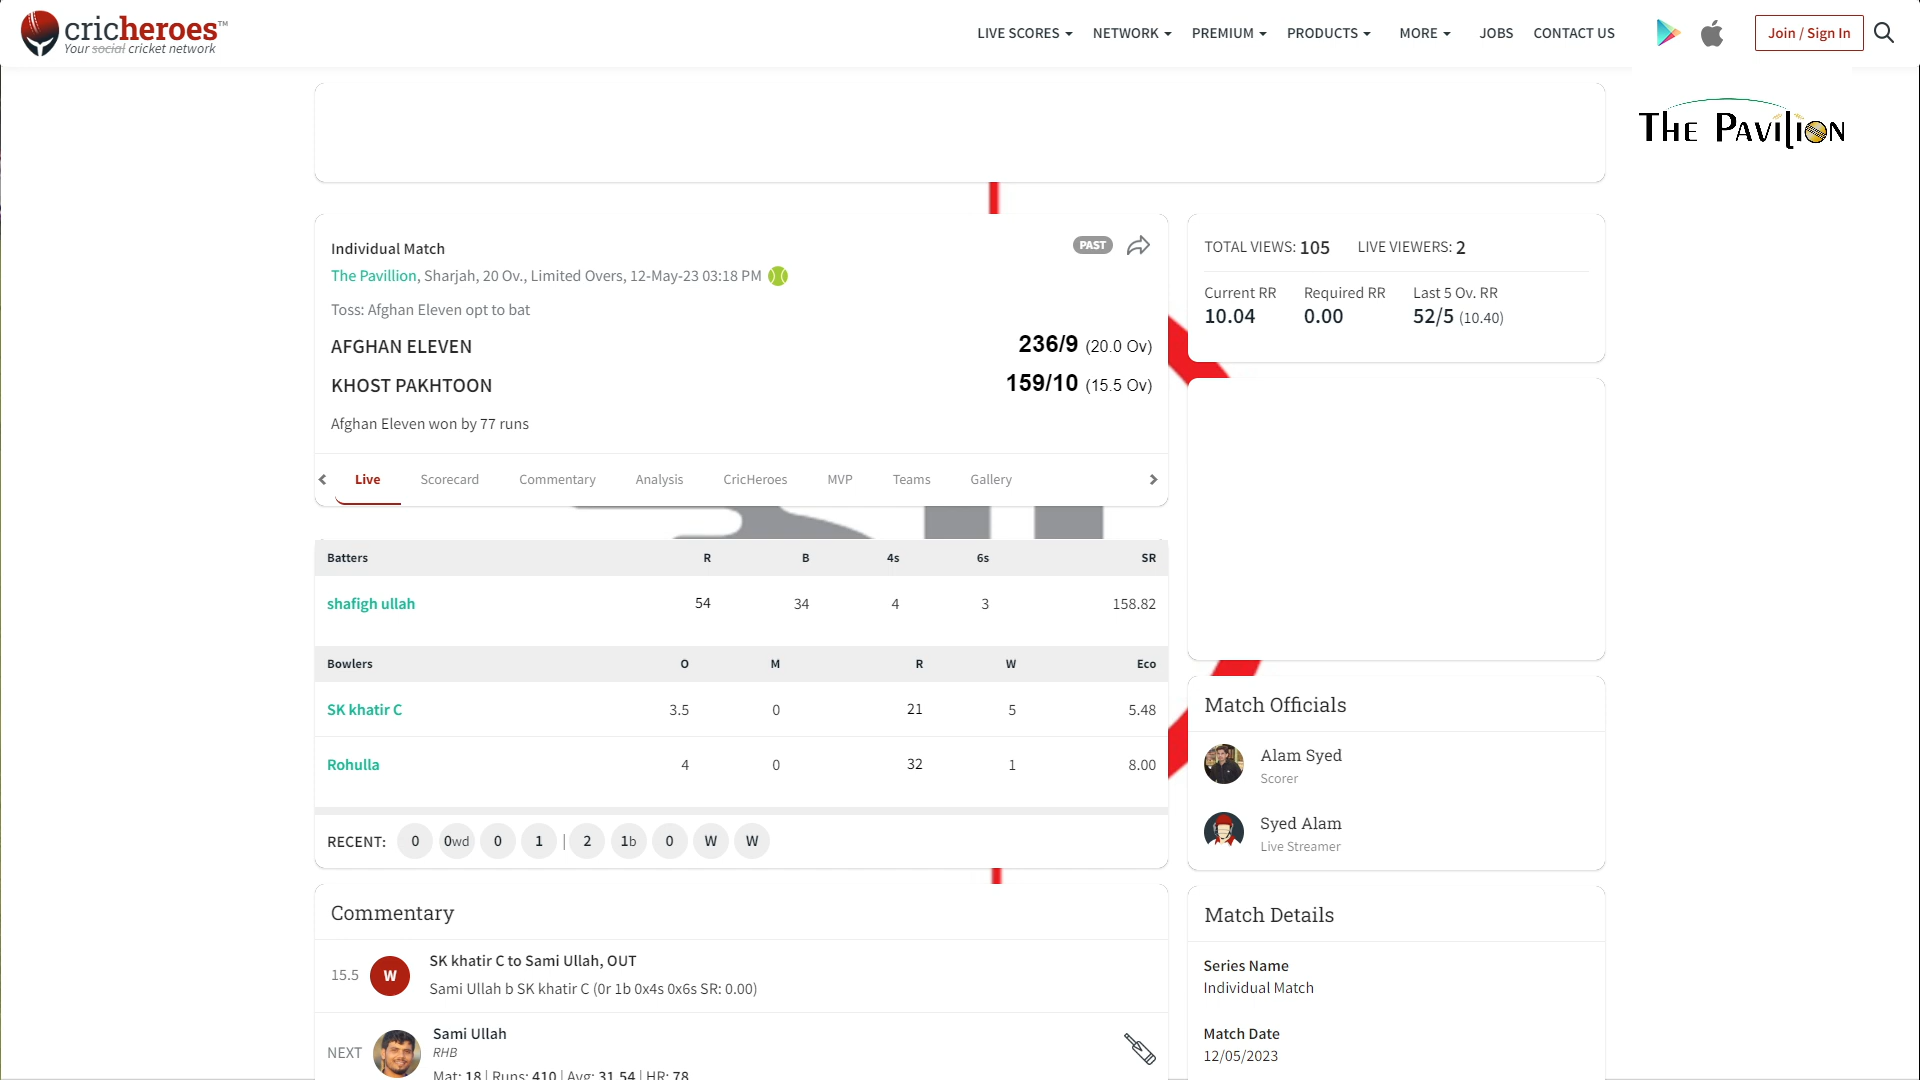 cricheroes™
Your social cricket network
LIVE SCORES NETWORK PREMIUM PRODUCTS MORE JOBS CONTACT US Join / Sign In
THE PAVILION
Individual Match
PAST
The Pavillion, Sharjah, 20 Ov., Limited Overs, 12-May-23 03:18 PM
Toss: Afghan Eleven opt to bat
AFGHAN ELEVEN 236/9 (20.0 Ov)
KHOST PAKHTOON 159/10 (15.5 Ov)
Afghan Eleven won by 77 runs
Live Scorecard Commentary Analysis CricHeroes MVP Teams Gallery
Batters R B 4s 6s SR
shafigh ullah 54 34 4 3 158.82
Bowlers O M R W Eco
SK khatir C 3.5 0 21 5 5.48
Rohulla 4 0 32 1 8.00
RECENT: 0 0wd 0 1 | 2 1b 0 W W
Commentary
15.5 W SK khatir C to Sami Ullah, OUT
Sami Ullah b SK khatir C (0r 1b 0x4s 0x6s SR: 0.00)
NEXT Sami Ullah
RHB
Mat: 18 | Runs: 410 | Avg: 31.54 | HR: 78
TOTAL VIEWS: 105 LIVE VIEWERS: 2
Current RR Required RR Last 5 Ov. RR
10.04 0.00 52/5 (10.40)
Match Officials
Alam Syed
Scorer
Syed Alam
Live Streamer
Match Details
Series Name
Individual Match
Match Date
12/05/2023